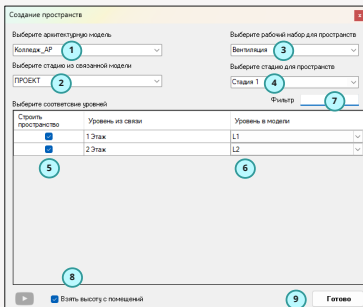 Создание пространств
x
Выберите архитектурную модель
Выберите рабочий набор для пространств
Колледж_АР
1
Вентиляция
3
Выберите стадию из связанной модели
Выберите стадию для пространств
ПРОЕКТ
2
Стадия 1
4
Фильтр
7
Выберите соответсвие уровней
Строить
пространство
Уровень из связи
Уровень в модели
1 Этаж
L1
2 Этаж
L2
5
6
8
Взять высоту с помещений
9
Готово